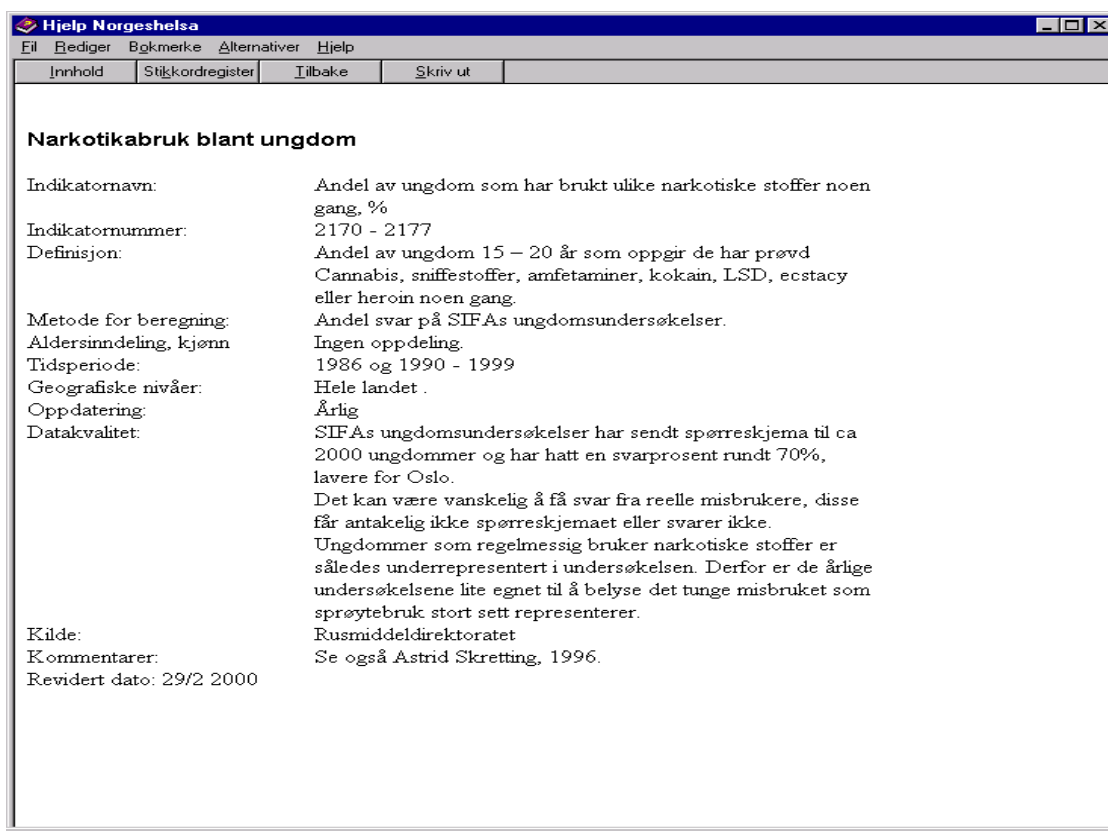 Hjelp Norgeshelsa
Fil Rediger Bokmerke Alternativer Hjelp
Innhold Stikkordregister Tilbake Skriv ut
Narkotikabruk blant ungdom
Indikatornavn: Andel av ungdom som har brukt ulike narkotiske stoffer noen
gang, %
Indikatornummer: 2170 - 2177
Definisjon: Andel av ungdom 15 – 20 år som oppgir de har prøvd
Cannabis, sniffestoffer, amfetaminer, kokain, LSD, ecstacy
eller heroin noen gang.
Metode for beregning: Andel svar på SIFAs ungdomsundersøkelser.
Aldersinndeling, kjønn Ingen oppdeling.
Tidsperiode: 1986 og 1990 - 1999
Geografiske nivåer: Hele landet .
Oppdatering: Årlig
Datakvalitet: SIFAs ungdomsundersøkelser har sendt spørreskjema til ca
2000 ungdommer og har hatt en svarprosent rundt 70%,
lavere for Oslo.
Det kan være vanskelig å få svar fra reelle misbrukere, disse
får antakelig ikke spørreskjemaet eller svarer ikke.
Ungdommer som regelmessig bruker narkotiske stoffer er
således underrepresentert i undersøkelsen. Derfor er de årlige
undersøkelsene lite egnet til å belyse det tunge misbruket som
sprøytebruk stort sett representerer.
Kilde: Rusmiddeldirektoratet
Kommentarer: Se også Astrid Skretting, 1996.
Revidert dato: 29/2 2000